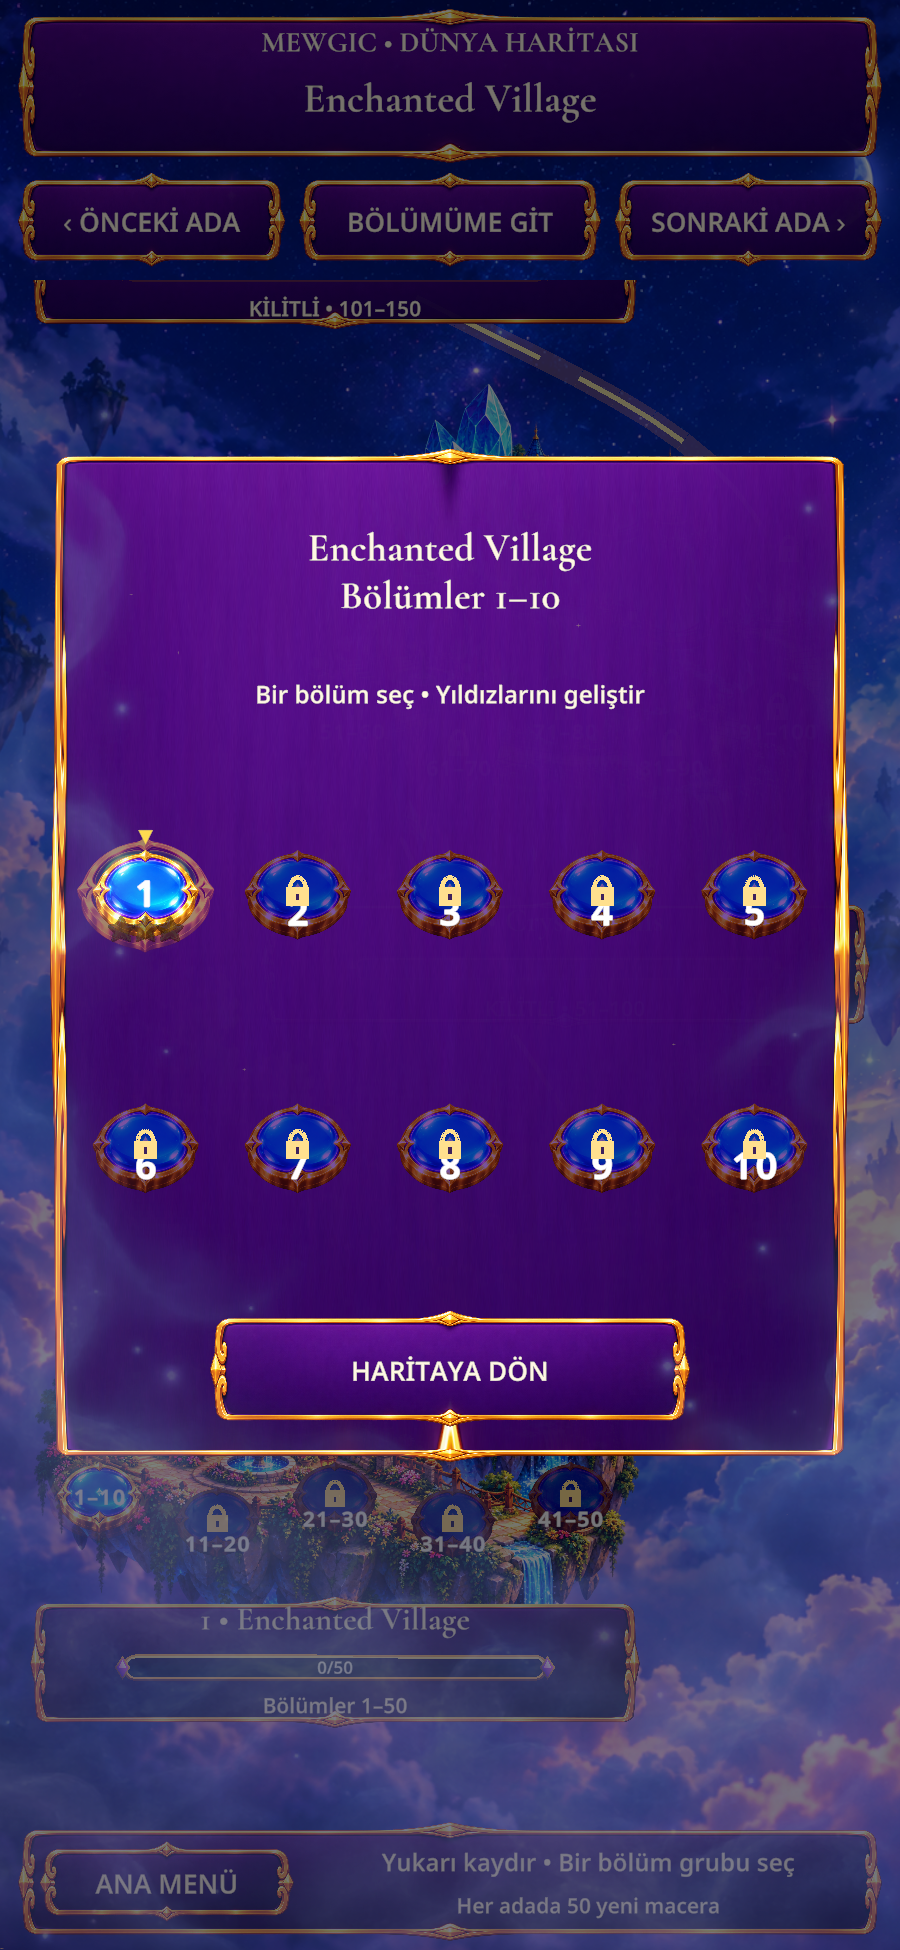 MEWGIC • DÜNYA HARİTASI
Enchanted Village
‹ ÖNCEKİ ADA
BÖLÜMÜME GİT
SONRAKİ ADA ›
KİLİTLİ • 101–150
Enchanted Village
Bölümler 1–10
Bir bölüm seç • Yıldızlarını geliştir
1
2
3
4
5
6
7
8
9
10
HARİTAYA DÖN
1–10
11–20
21–30
31–40
41–50
1 • Enchanted Village
0/50
Bölümler 1–50
ANA MENÜ
Yukarı kaydır • Bir bölüm grubu seç
Her adada 50 yeni macera